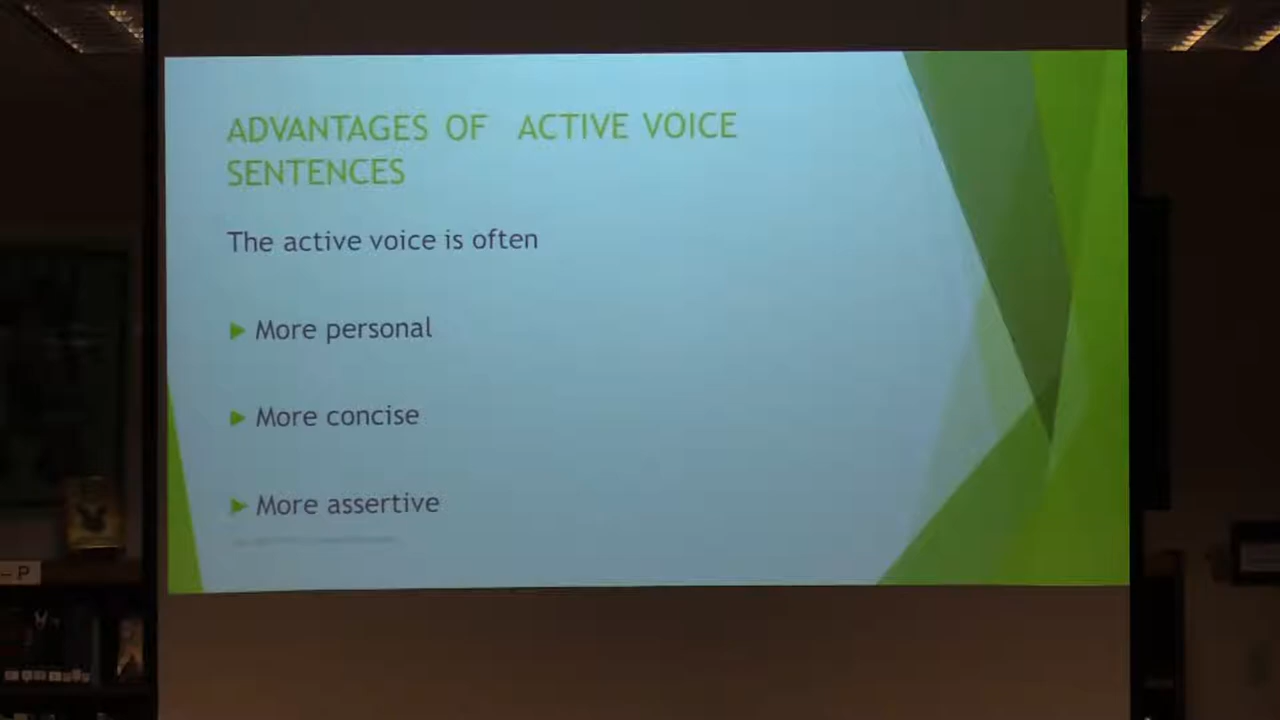 ADVANTAGES OF ACTIVE VOICE
SENTENCES
The active voice is often
More personal
More concise
More assertive
– P